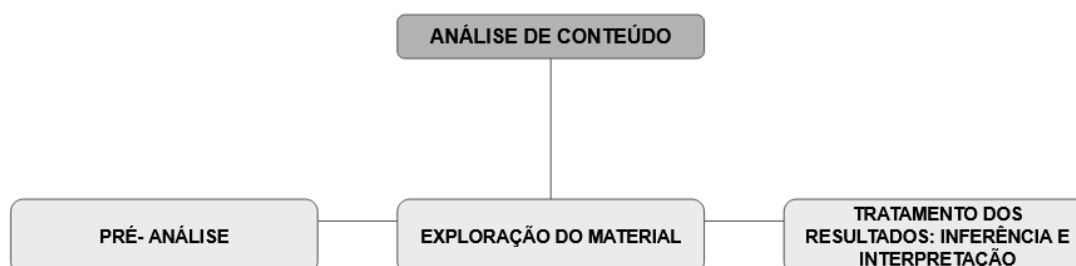 ANÁLISE DE CONTEÚDO
PRÉ- ANÁLISE
EXPLORAÇÃO DO MATERIAL
TRATAMENTO DOS
RESULTADOS: INFERÊNCIA E
INTERPRETAÇÃO